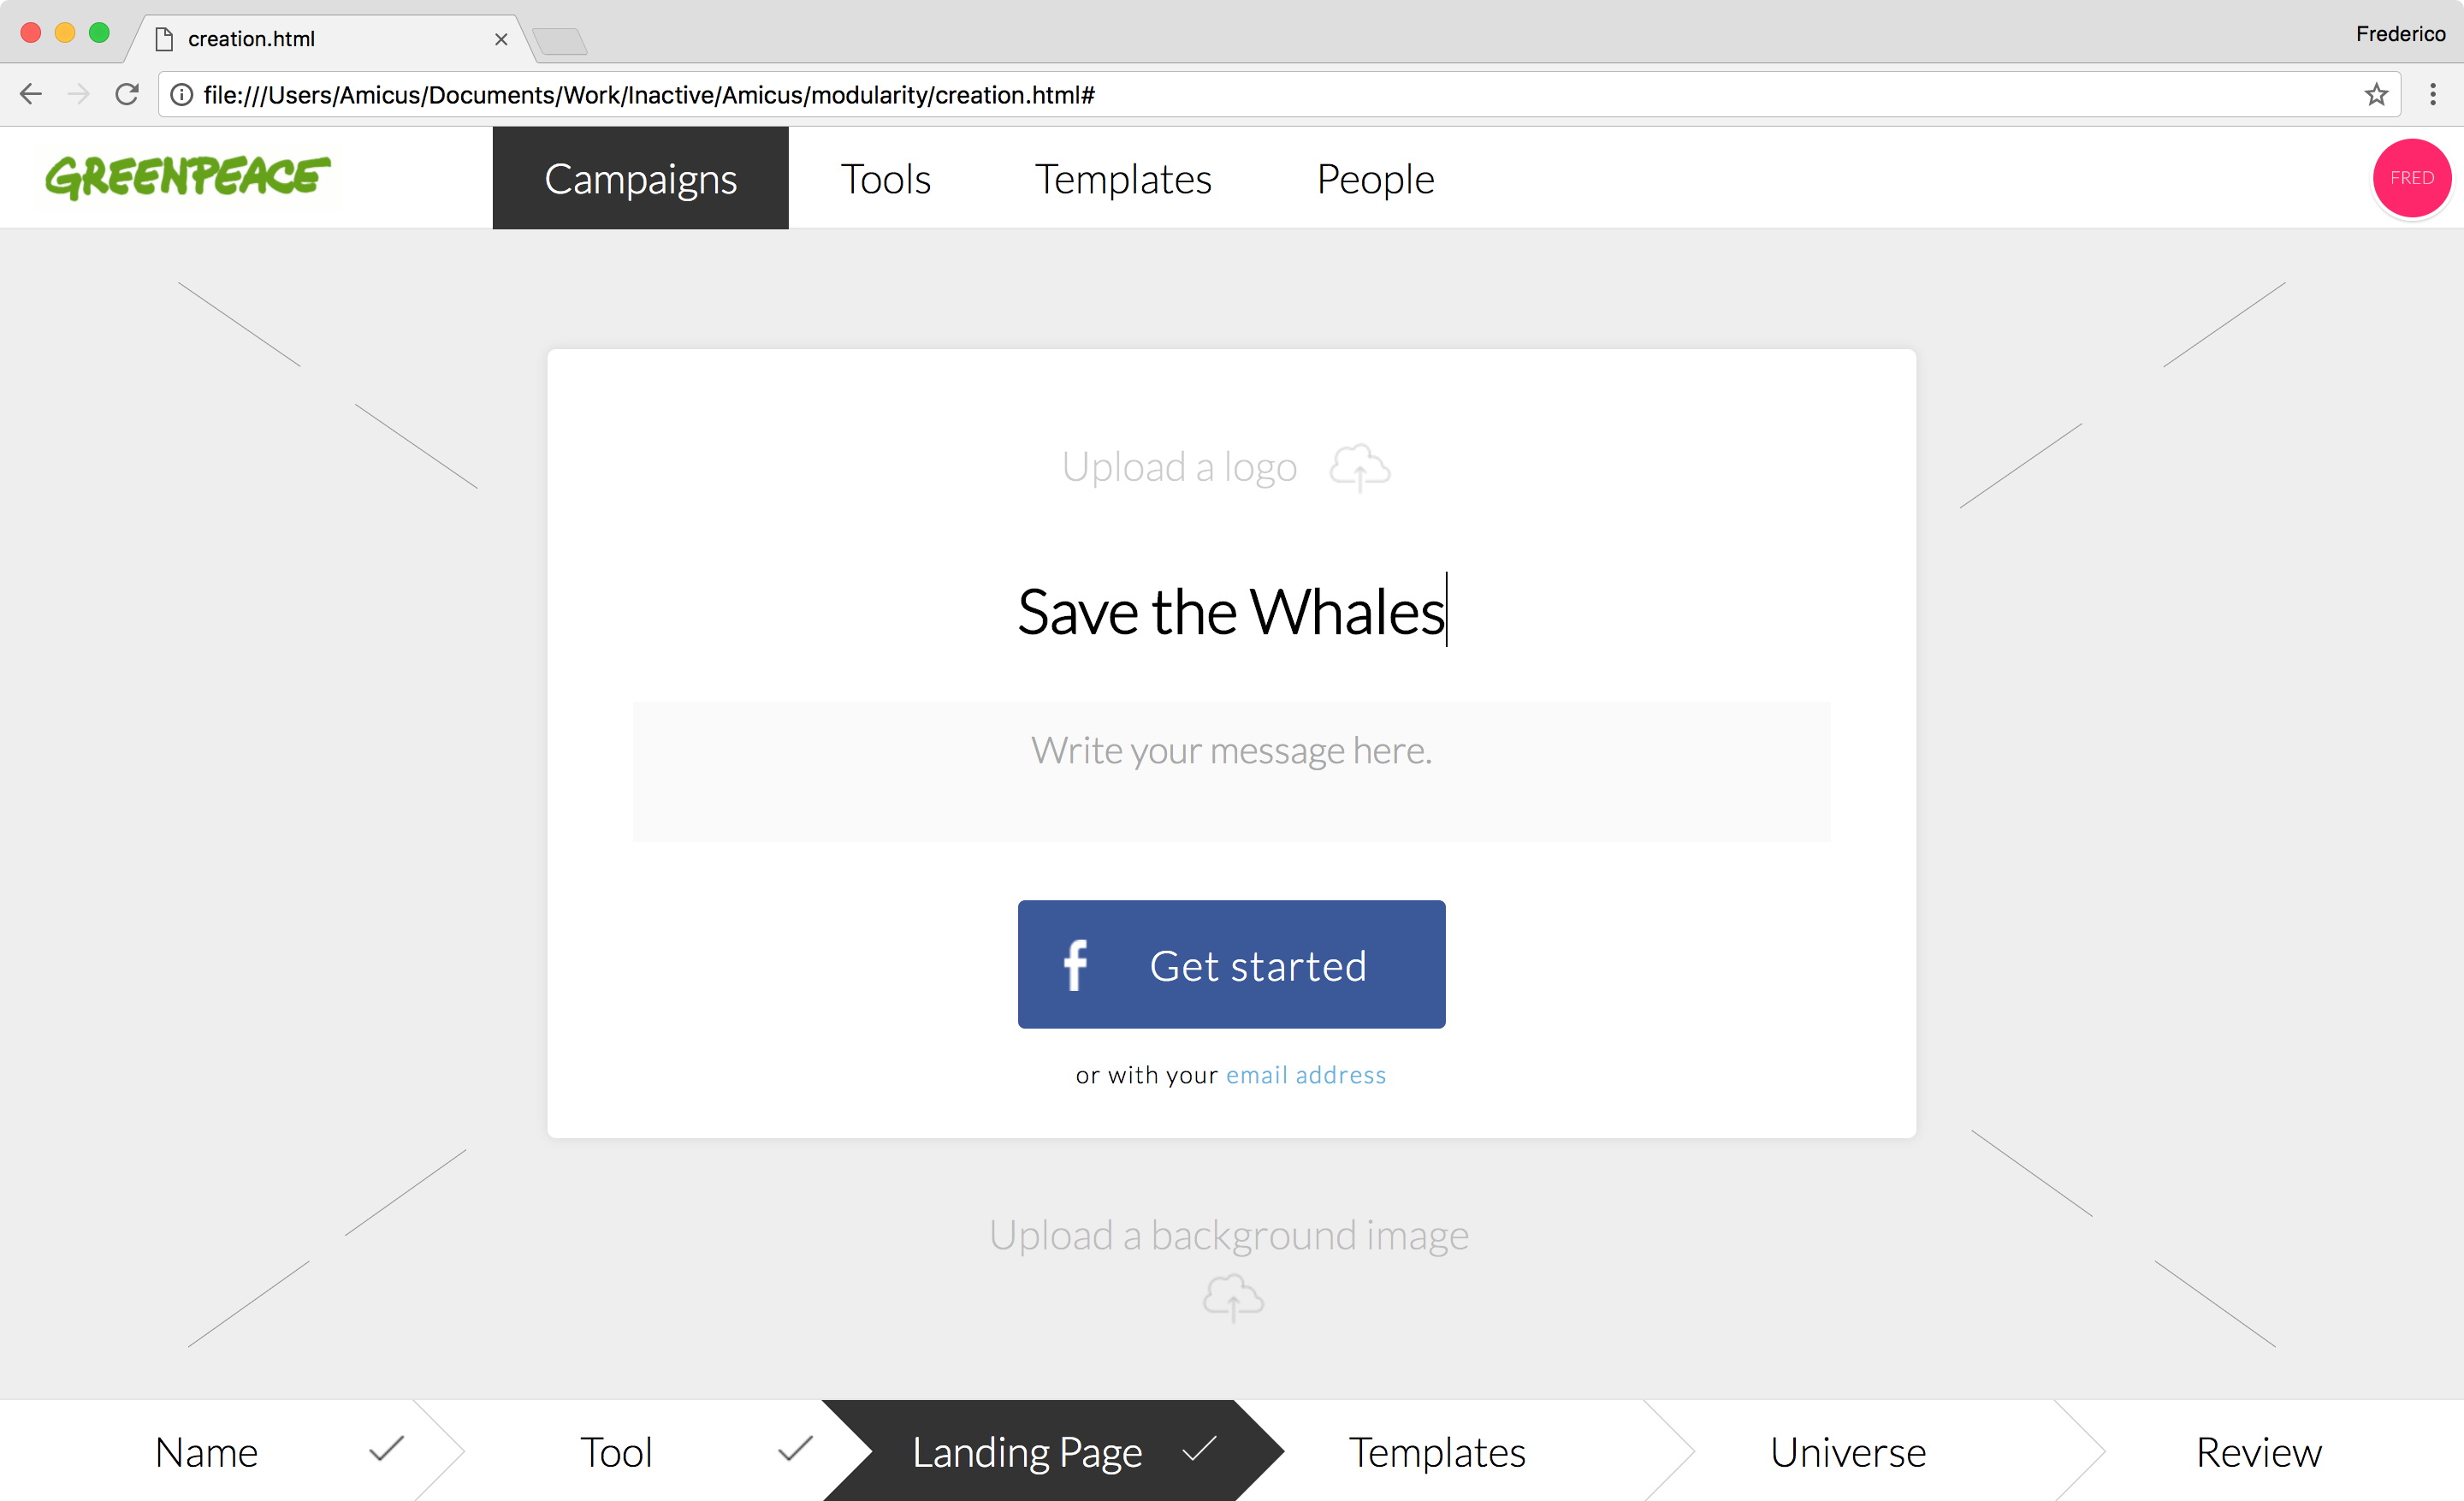 creation.html
Frederico
file:///Users/Amicus/Documents/Work/Inactive/Amicus/modularity/creation.html#
GREENPEACE
Campaigns
Tools
Templates
People
FRED
Upload a logo
Save the Whales
Write your message here.
f
Get started
or with your email address
Upload a background image
Name
Tool
Landing Page
Templates
Universe
Review